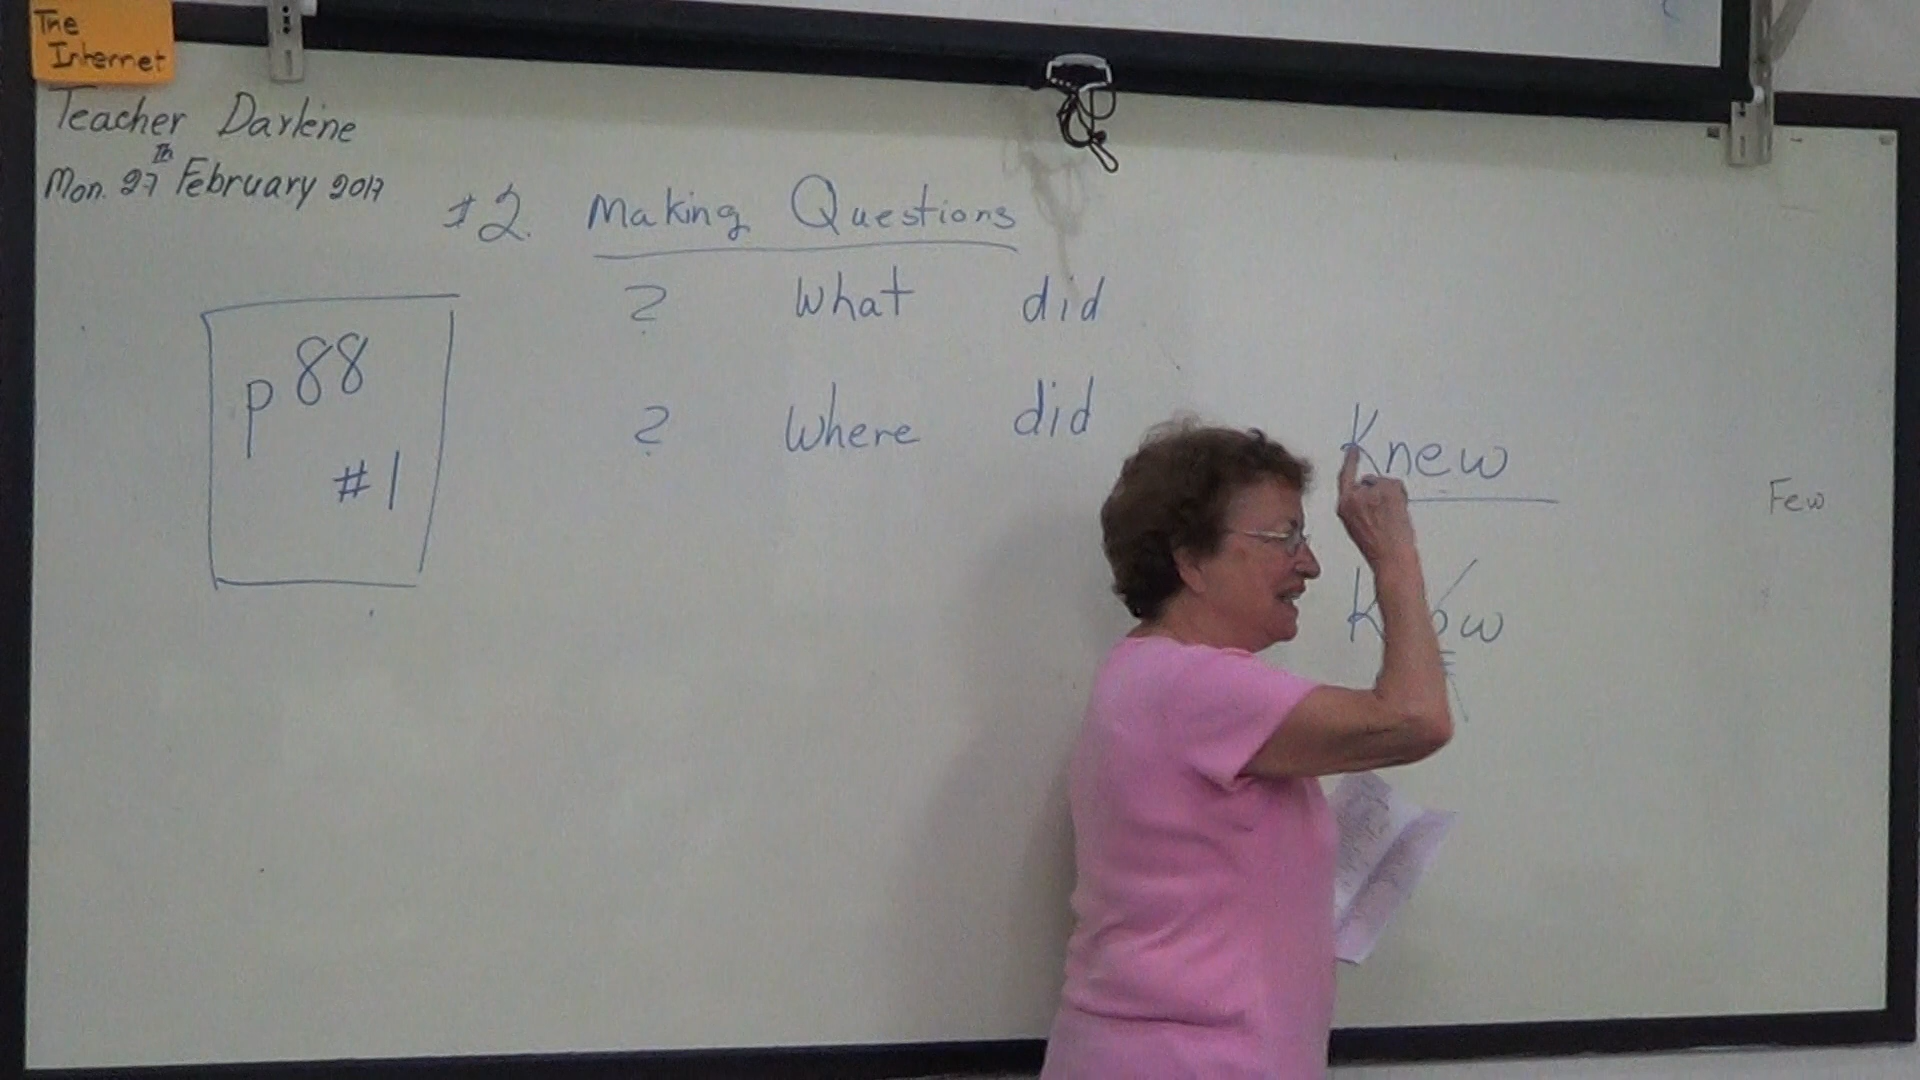 The
Internet
Teacher Darlene
Mon. 27th February 2017
#2. Making Questions
? What did
? Where did
p 88
#1
Knew
Few